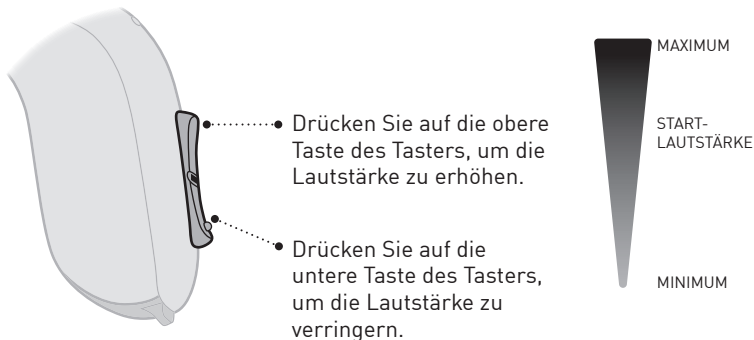 Drücken Sie auf die obere
Taste des Tasters, um die
Lautstärke zu erhöhen.
Drücken Sie auf die
untere Taste des Tasters,
um die Lautstärke zu
verringern.
MAXIMUM
START-
LAUTSTÄRKE
MINIMUM